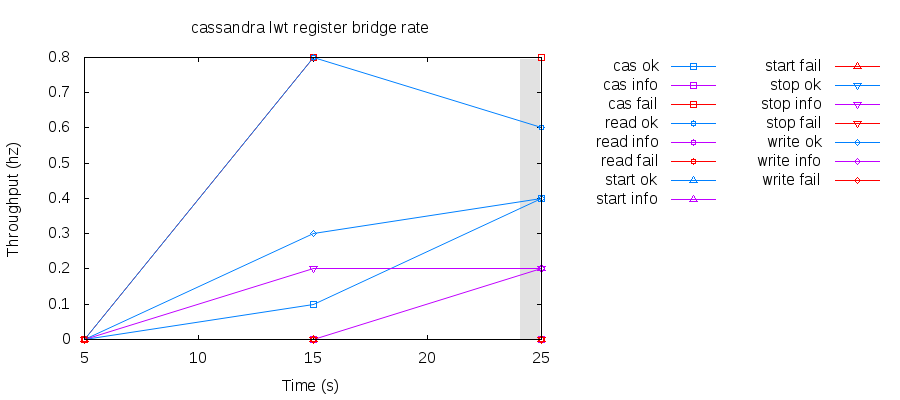 cassandra lwt register bridge rate
Throughput (hz)
0.8
0.7
0.6
0.5
0.4
0.3
0.2
0.1
0
5
10
15
20
25
Time (s)
cas ok
cas info
cas fail
read ok
read info
read fail
start ok
start info
start fail
stop ok
stop info
stop fail
write ok
write info
write fail